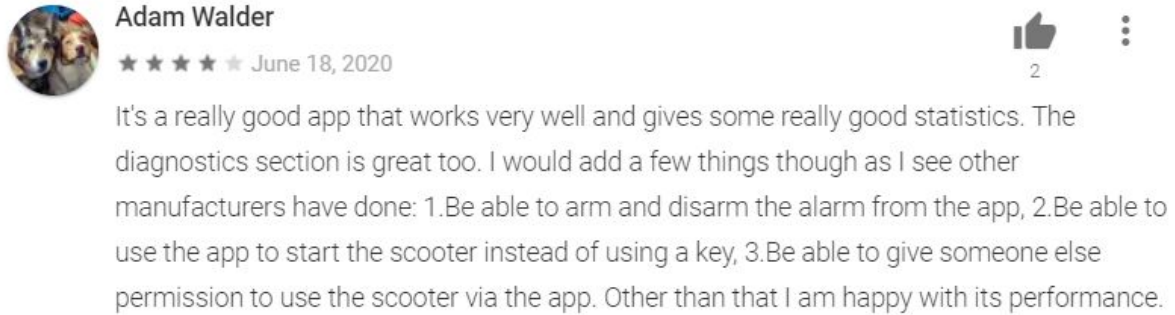 Adam Walder
June 18, 2020
2
It's a really good app that works very well and gives some really good statistics. The
diagnostics section is great too. I would add a few things though as I see other
manufacturers have done: 1.Be able to arm and disarm the alarm from the app, 2.Be able to
use the app to start the scooter instead of using a key, 3.Be able to give someone else
permission to use the scooter via the app. Other than that I am happy with its performance.